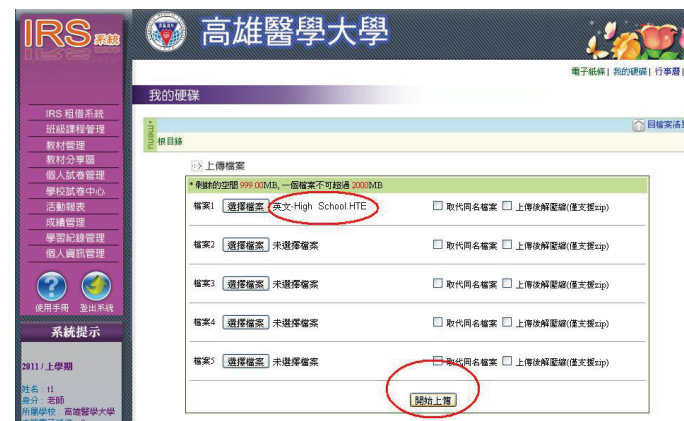 IRS系統
高雄醫學大學
電子紙條 | 我的硬碟 | 行事曆 |
我的硬碟
IRS 租借系統
班級課程管理
教材管理
教材分享區
個人試卷管理
學校試卷中心
活動報表
成績管理
學習紀錄管理
個人資訊管理
使用手冊 登出系統
系統提示
2011 / 上學期
姓名：t1
身分：老師
所屬學校：高雄醫學大學
menu
根目錄
回檔案清
上傳檔案
* 剩餘的空間 999.00MB, 一個檔案不可超過 2000MB
檔案1 選擇檔案 英文-High School.HTE 取代同名檔案 上傳後解壓縮(僅支援zip)
檔案2 選擇檔案 未選擇檔案 取代同名檔案 上傳後解壓縮(僅支援zip)
檔案3 選擇檔案 未選擇檔案 取代同名檔案 上傳後解壓縮(僅支援zip)
檔案4 選擇檔案 未選擇檔案 取代同名檔案 上傳後解壓縮(僅支援zip)
檔案5 選擇檔案 未選擇檔案 取代同名檔案 上傳後解壓縮(僅支援zip)
開始上傳